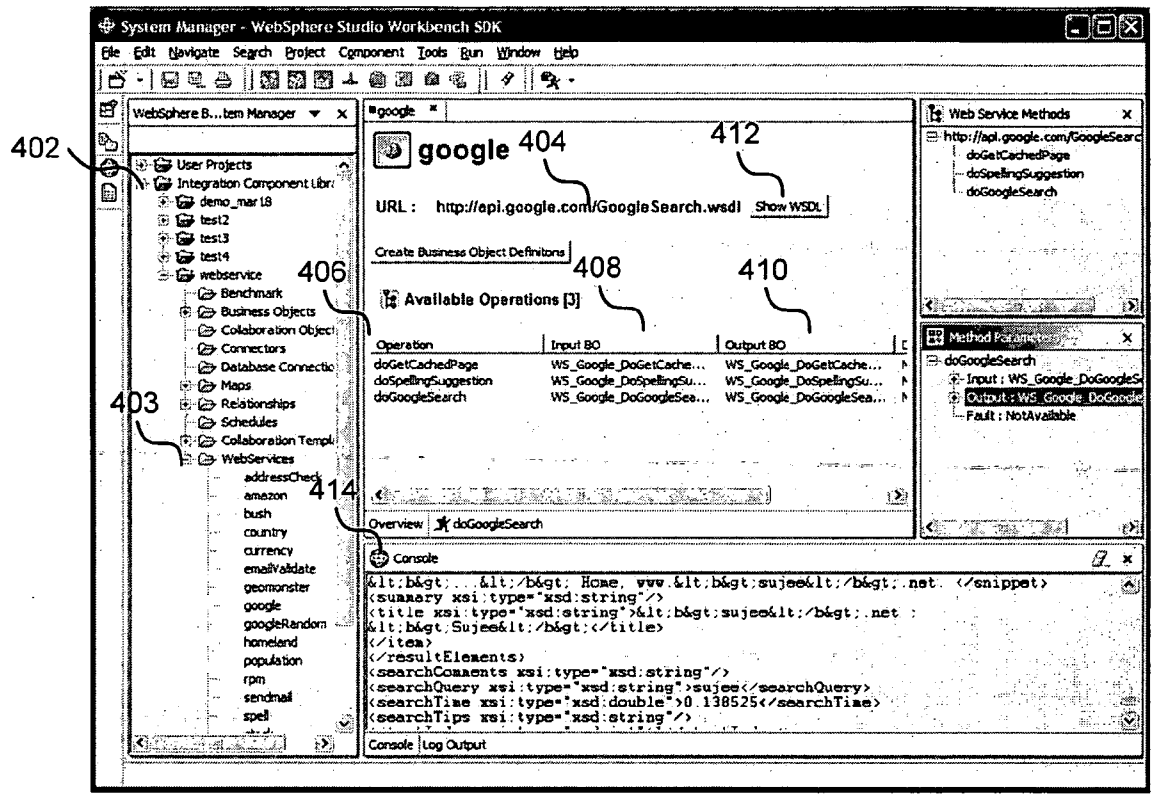 System Manager - WebSphere Studio Workbench SDK
File Edit Navigate Search Project Component Tools Run Window Help
WebSphere B...tem Manager
402
User Projects
Integration Component Libra
demo_mar18
test2
test3
test4
webservice
Benchmark
Business Objects
Collaboration Object
Connectors
Database Connectio
Maps
Relationships
Schedules
Collaboration Templa
403
WebServices
addressCheck
amazon
bush
country
currency
emailValidate
geomonster
google
googleRandom
homeland
population
rpm
sendmail
spell
google
google
404
412
URL : http://api.google.com/GoogleSearch.wsdl Show WSDL
Create Business Object Definitons
406
408
410
Available Operations [3]
Operation Input BO Output BO
doGetCachedPage WS_Google_DoGetCache... WS_Google_DoGetCache...
doSpellingSuggestion WS_Google_DoSpellingSu... WS_Google_DoSpellingSu...
doGoogleSearch WS_Google_DoGoogleSea... WS_Google_DoGoogleSea...
414
Overview doGoogleSearch
Web Service Methods
http://api.google.com/GoogleSearc
doGetCachedPage
doSpellingSuggestion
doGoogleSearch
Method Parameters
doGoogleSearch
Input : WS_Google_DoGoogleSe
Output : WS_Google_DoGoogle
Fault : NotAvailable
Console
&lt;b&gt;...&lt;/b&gt; Home, www.&lt;b&gt;sujee&lt;/b&gt;.net. </snippet>
<summary xsi:type="xsd:string"/>
<title xsi:type="xsd:string">&lt;b&gt;sujee&lt;/b&gt;.net :
&lt;b&gt;Sujee&lt;/b&gt;</title>
</item>
</resultElements>
<searchComments xsi:type="xsd:string"/>
<searchQuery xsi:type="xsd:string">sujee</searchQuery>
<searchTime xsi:type="xsd:double">0.138525</searchTime>
<searchTips xsi:type="xsd:string"/>
Console Log Output